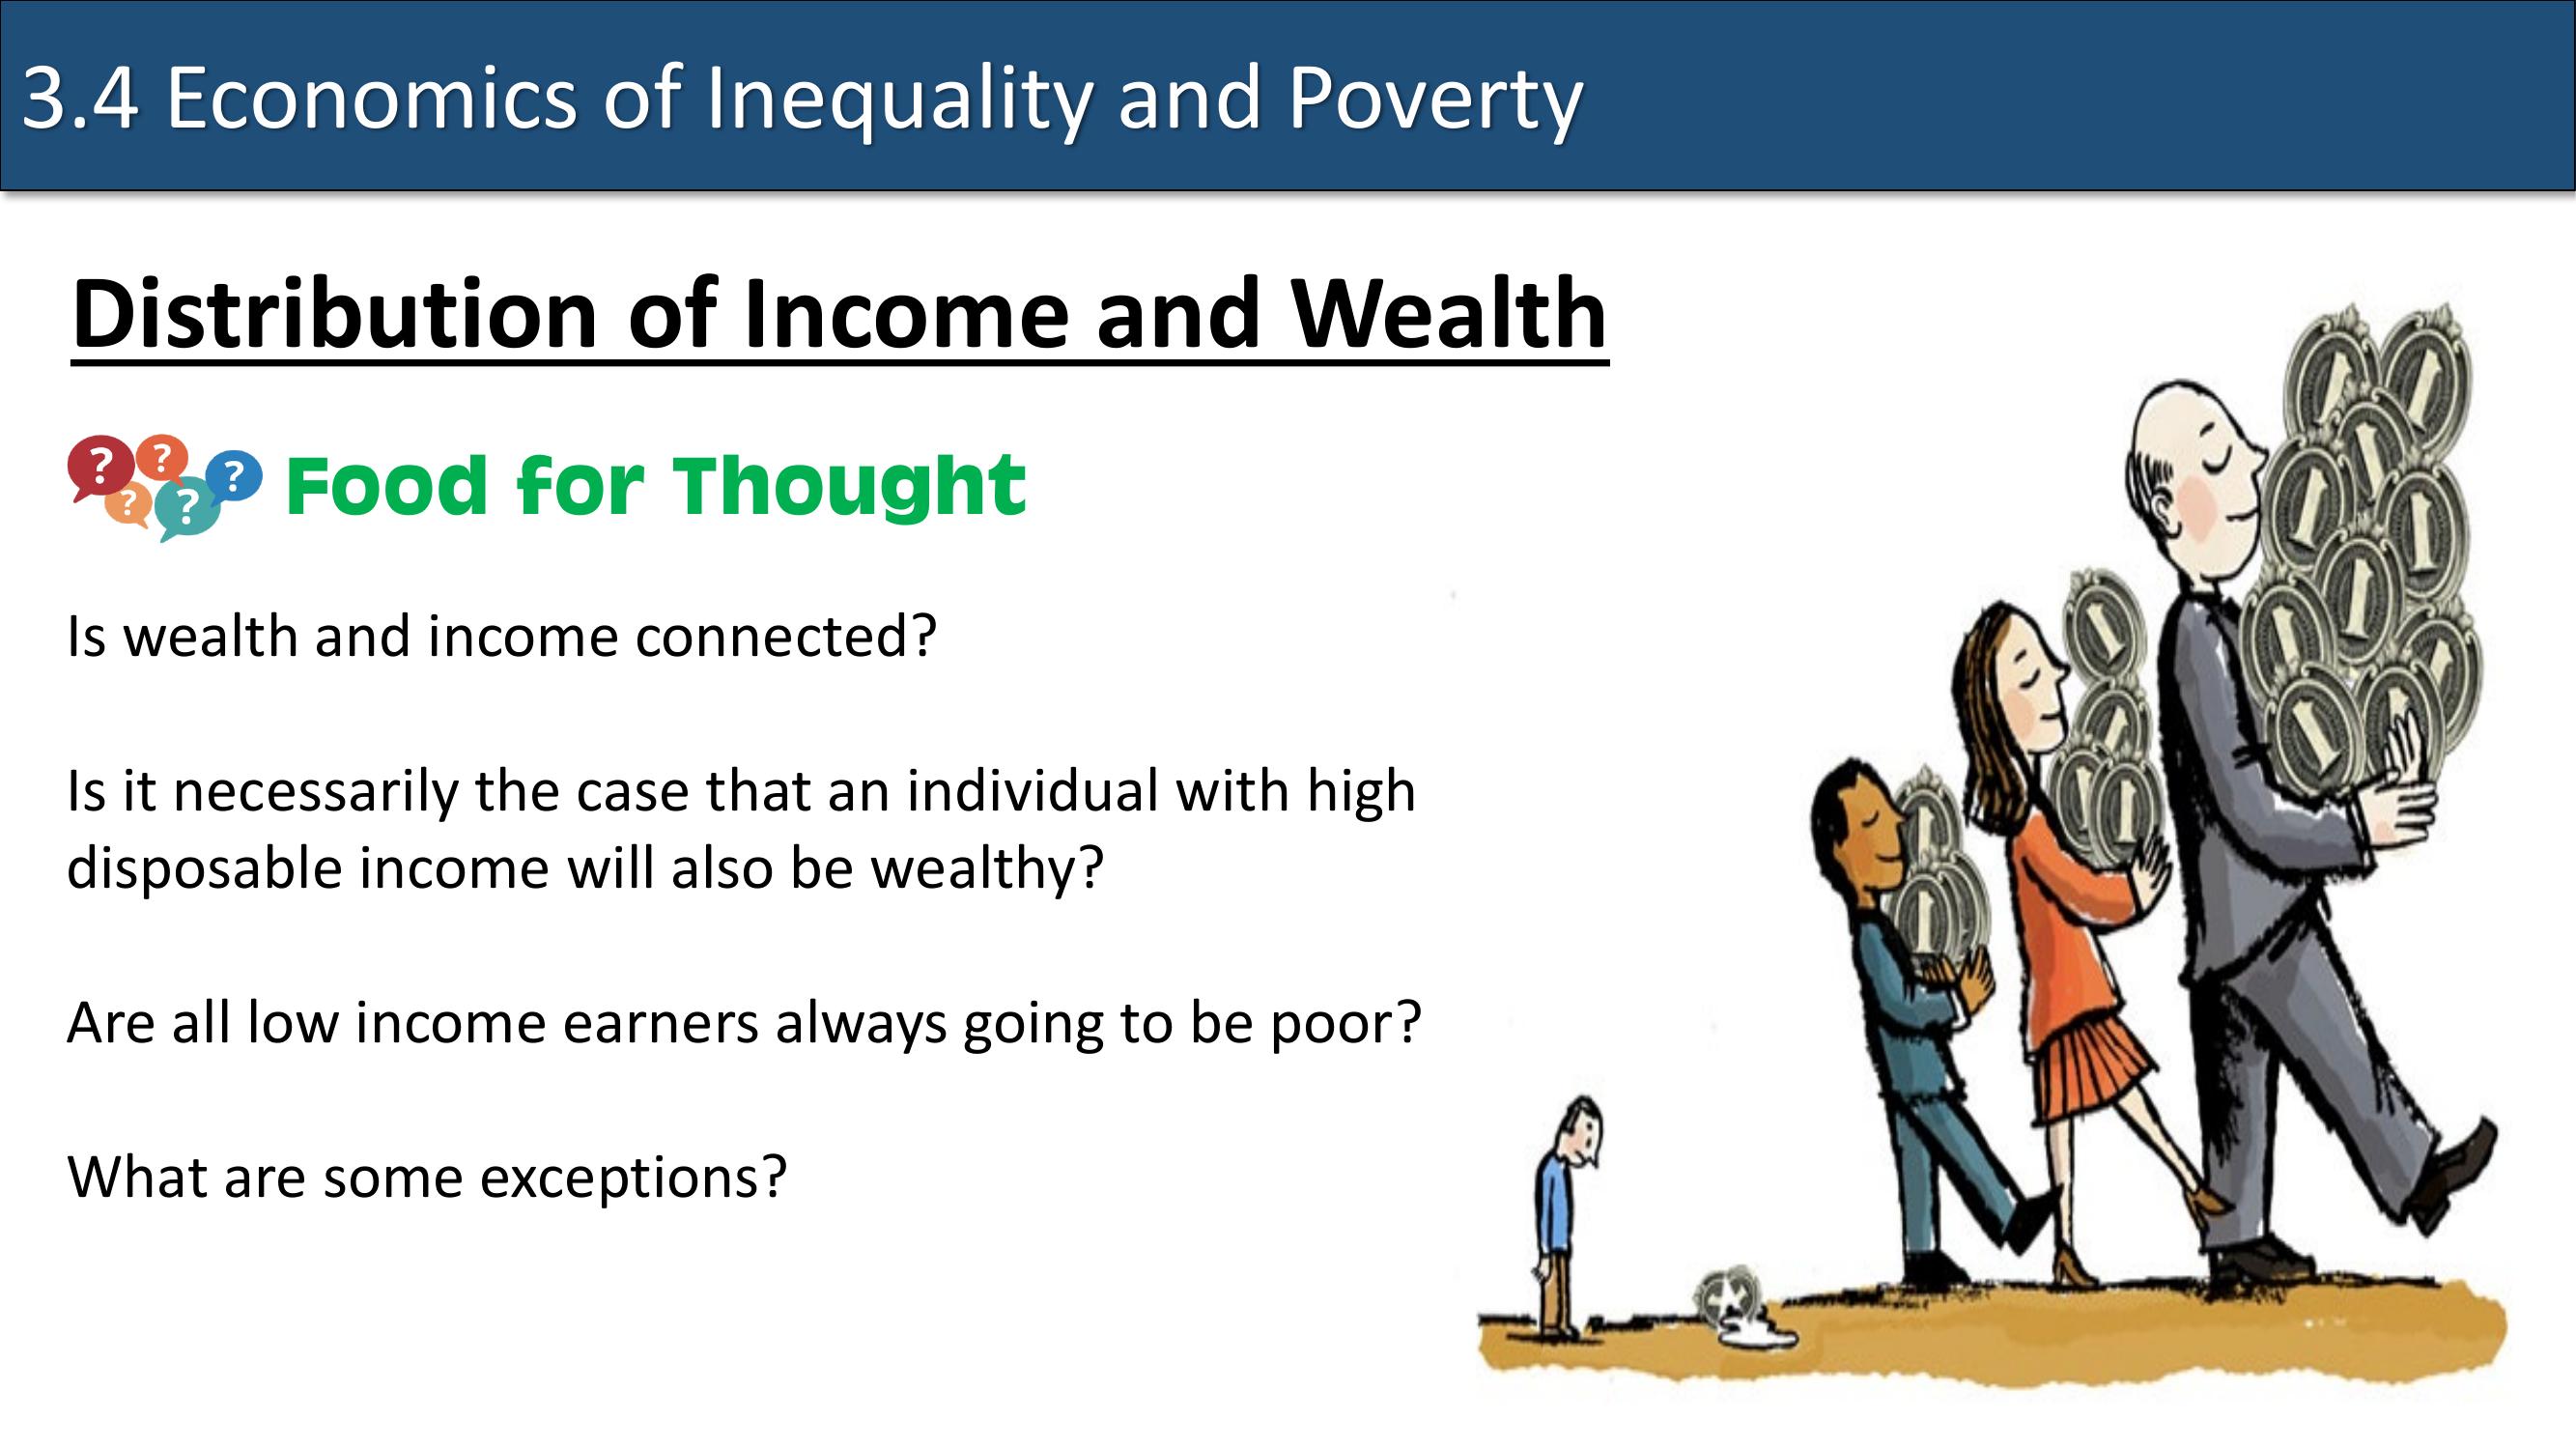 3.4 Economics of Inequality and Poverty
Distribution of Income and Wealth
? ? ? ? ? Food for Thought
Is wealth and income connected?
Is it necessarily the case that an individual with high
disposable income will also be wealthy?
Are all low income earners always going to be poor?
What are some exceptions?